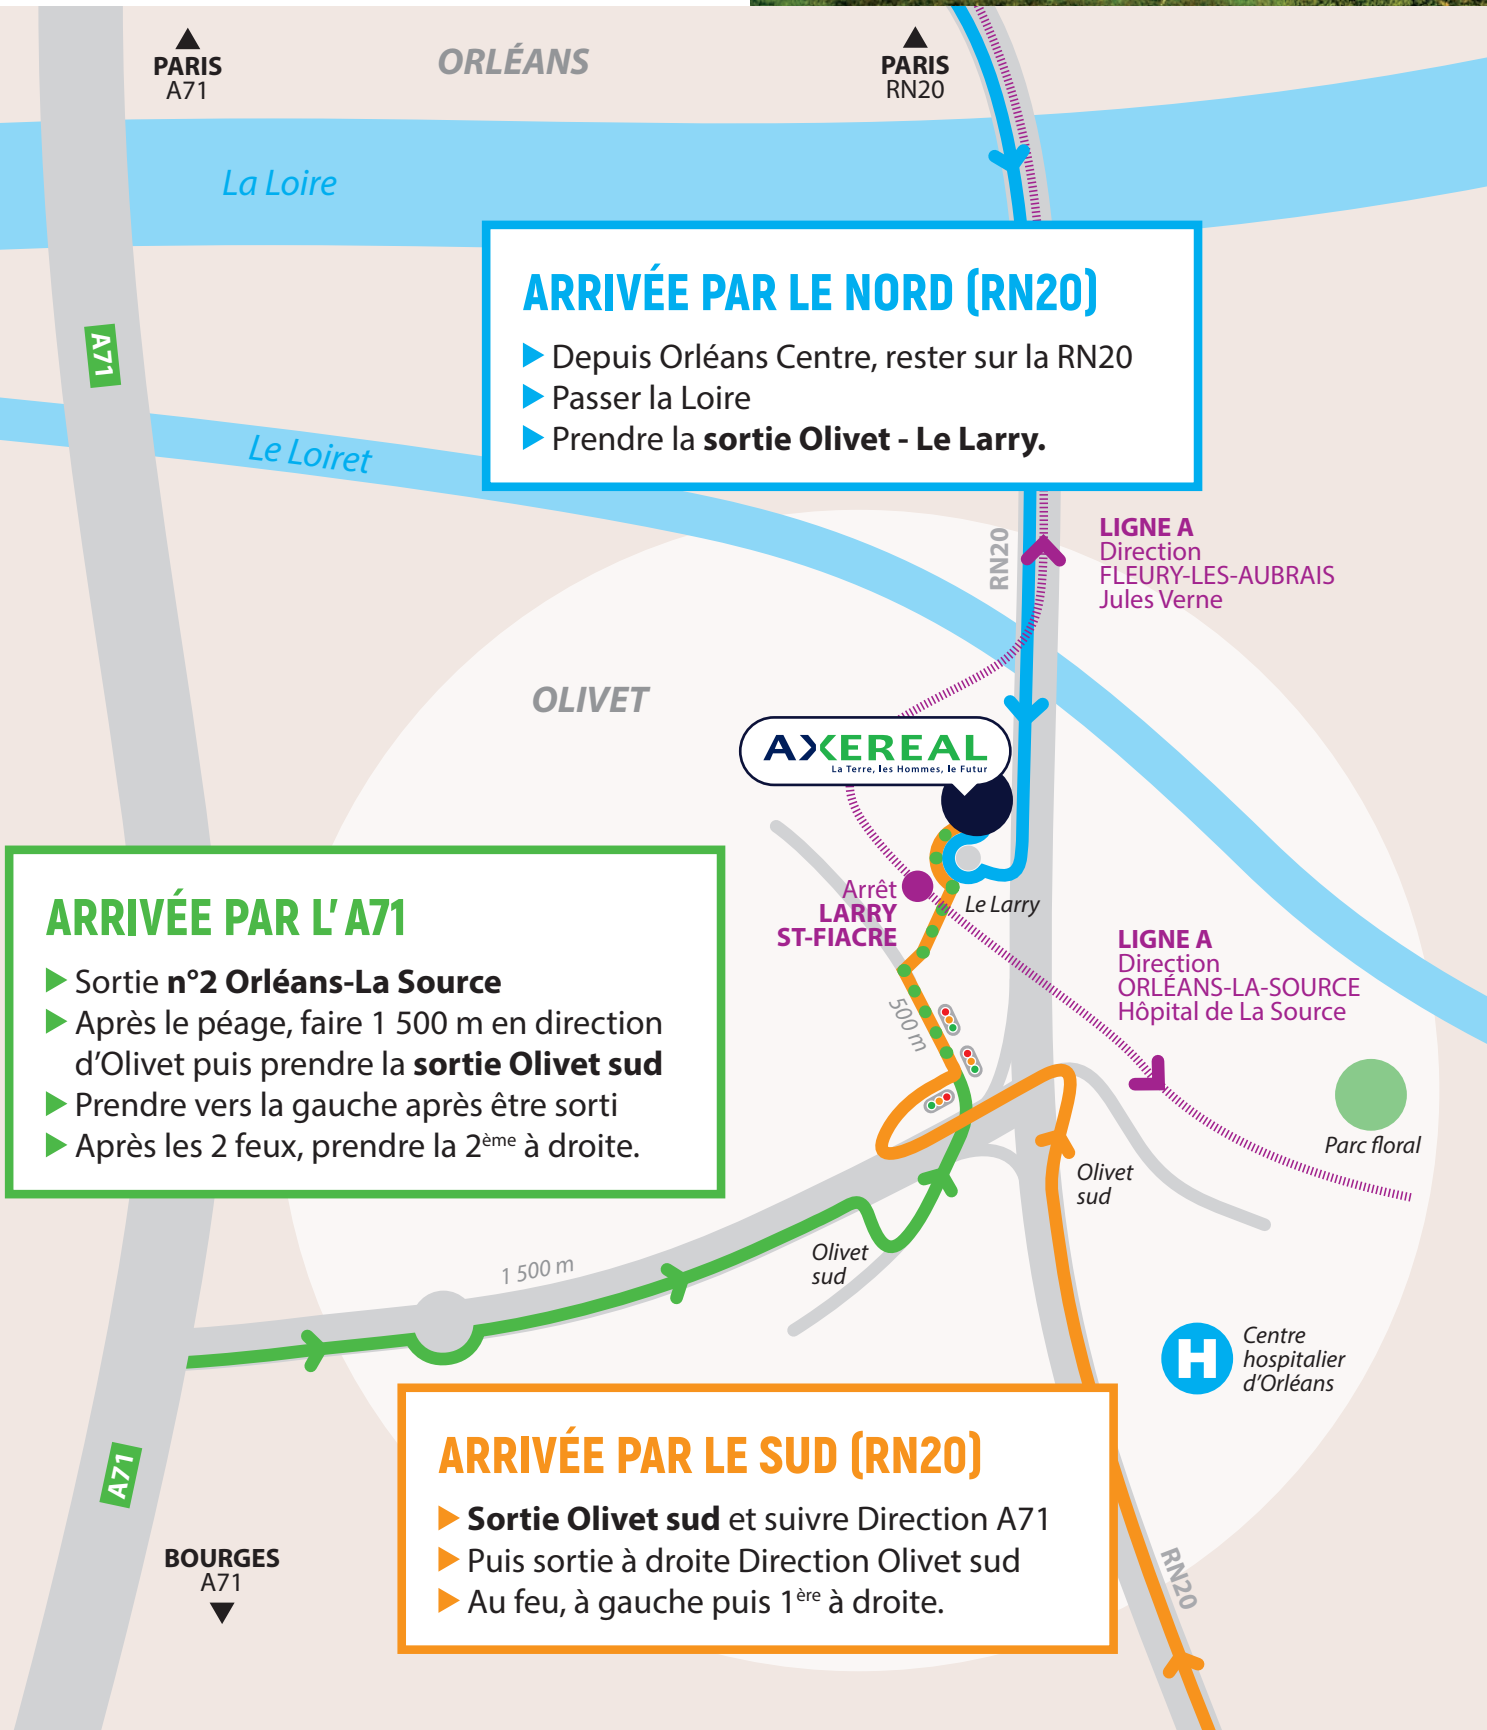 PARIS
A71
ORLÉANS
PARIS
RN20
La Loire
ARRIVÉE PAR LE NORD (RN20)
Depuis Orléans Centre, rester sur la RN20
Passer la Loire
Prendre la sortie Olivet - Le Larry.
A71
Le Loiret
RN20
LIGNE A
Direction
FLEURY-LES-AUBRAIS
Jules Verne
OLIVET
AXEREAL
La Terre, les Hommes, le Futur
Arrêt
LARRY
ST-FIACRE
Le Larry
ARRIVÉE PAR L'A71
Sortie n°2 Orléans-La Source
Après le péage, faire 1 500 m en direction
d'Olivet puis prendre la sortie Olivet sud
Prendre vers la gauche après être sorti
Après les 2 feux, prendre la 2ème à droite.
LIGNE A
Direction
ORLÉANS-LA-SOURCE
Hôpital de La Source
500 m
Parc floral
Olivet
sud
Olivet
sud
1 500 m
H
Centre
hospitalier
d'Orléans
ARRIVÉE PAR LE SUD (RN20)
Sortie Olivet sud et suivre Direction A71
Puis sortie à droite Direction Olivet sud
Au feu, à gauche puis 1ère à droite.
A71
BOURGES
A71
RN20